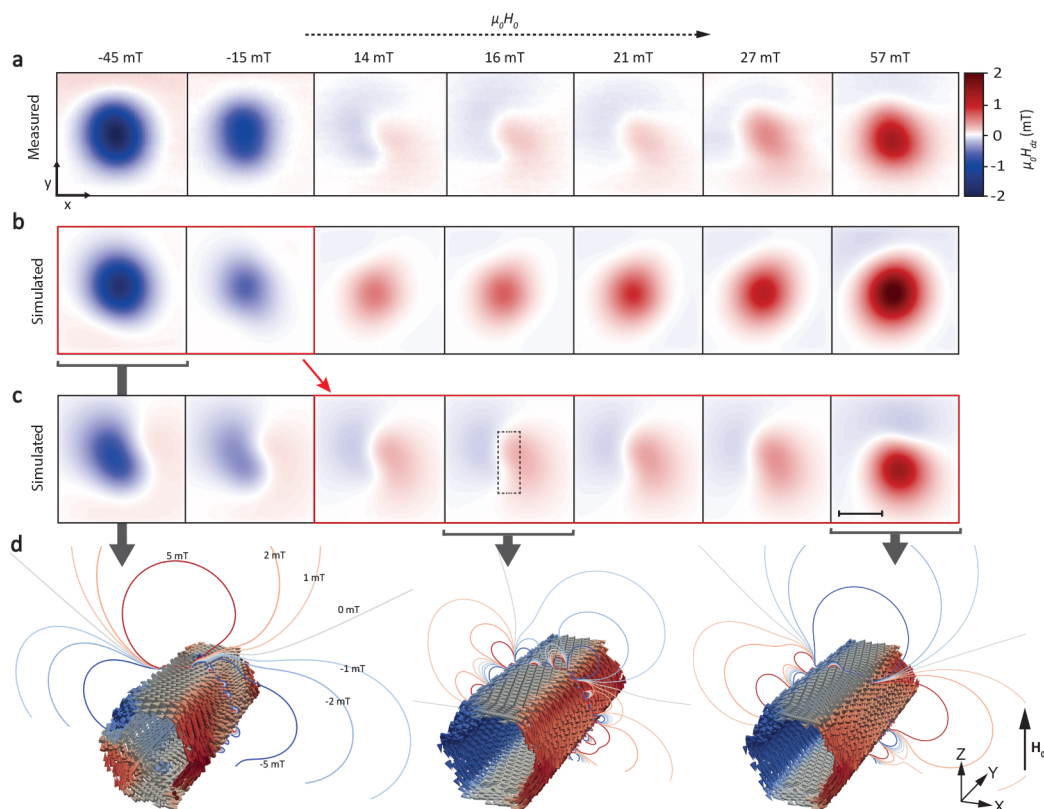 μ₀H₀
-45 mT -15 mT 14 mT 16 mT 21 mT 27 mT 57 mT
a
Measured
y
x
2
1
0
-1
-2
μ₀H_dz (mT)
b
Simulated
c
Simulated
d
5 mT
2 mT
1 mT
0 mT
-1 mT
-2 mT
-5 mT
Z
Y
X
H₀